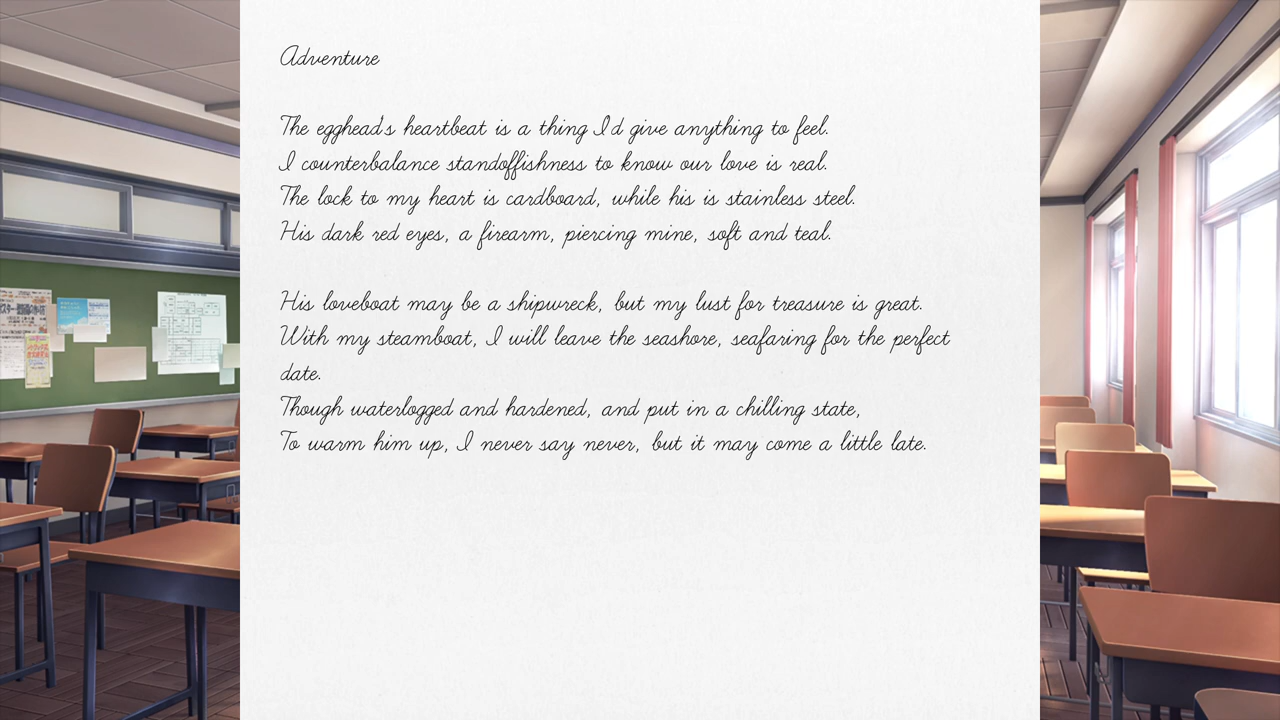 Adventure
The egghead's heartbeat is a thing I'd give anything to feel.
I counterbalance standoffishness to know our love is real.
The lock to my heart is cardboard, while his is stainless steel.
His dark red eyes, a firearm, piercing mine, soft and teal.
His loveboat may be a shipwreck, but my lust for treasure is great.
With my steamboat, I will leave the seashore, seafaring for the perfect
date.
Though waterlogged and hardened, and put in a chilling state,
To warm him up, I never say never, but it may come a little late.